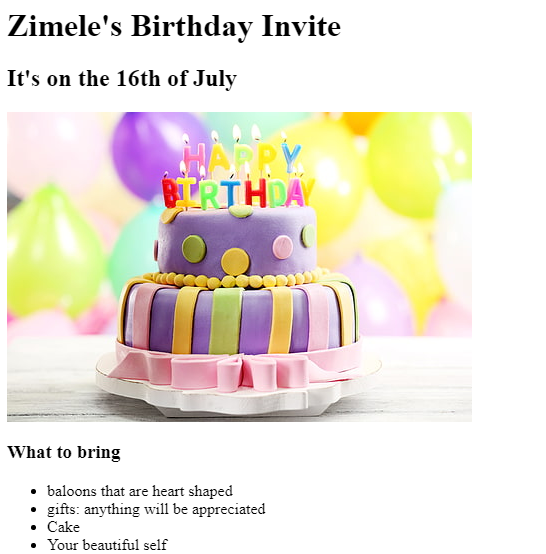 Zimele's Birthday Invite
It's on the 16th of July
HAPPY
BIRTHDAY
What to bring
baloons that are heart shaped
gifts: anything will be appreciated
Cake
Your beautiful self